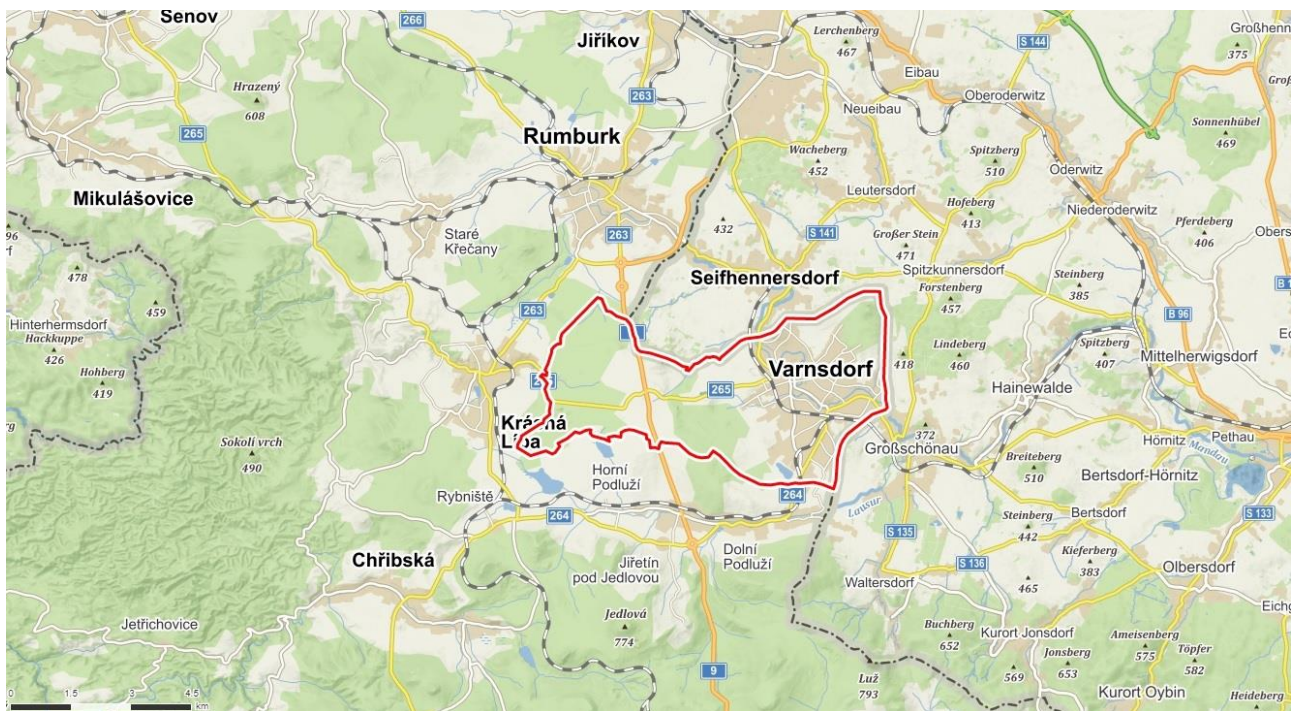 Šenov
266
Jiříkov
Lerchenberg
467
S 144
Großhenn
375
Eibau
Hrazený
608
263
Oberoderwitz
Neueibau
265
Rumburk
Wacheberg
452
Spitzberg
510
Sonnenhübel
469
Oderwitz
Mikulášovice
Leutersdorf
Hofeberg
413
Niederoderwitz
Staré
Křečany
263
432
S 141
Großer Stein
471
Pferdeberg
406
478
Seifhennersdorf
Spitzkunnersdorf
Steinberg
385
459
Forstenberg
457
Hinterhermsdorf
Hackkuppe
426
263
B 96
Lindeberg
460
Spitzberg
407
Mittelherwigsdorf
Hohberg
419
Varnsdorf
418
265
Hainewalde
Krásná
Lípa
372
Großschönau
Hörnitz
Pethau
Mandau
Sokolí vrch
490
Breiteberg
510
Bertsdorf-Hörnitz
Horní
Podluží
Rybniště
264
Lausur
Steinberg
442
Bertsdorf
S 133
264
S 135
Kieferberg
383
Dolní
Podluží
Chřibská
Jiřetín
pod Jedlovou
S 136
Olbersdorf
Waltersdorf
465
Jetřichovice
Jedlová
774
Buchberg
652
Kurort Jonsdorf
Ameisenberg
575
Töpfer
582
9
Luž
793
569
Jonsberg
653
Kurort Oybin
Heideberg
0 1.5 3 4.5
km